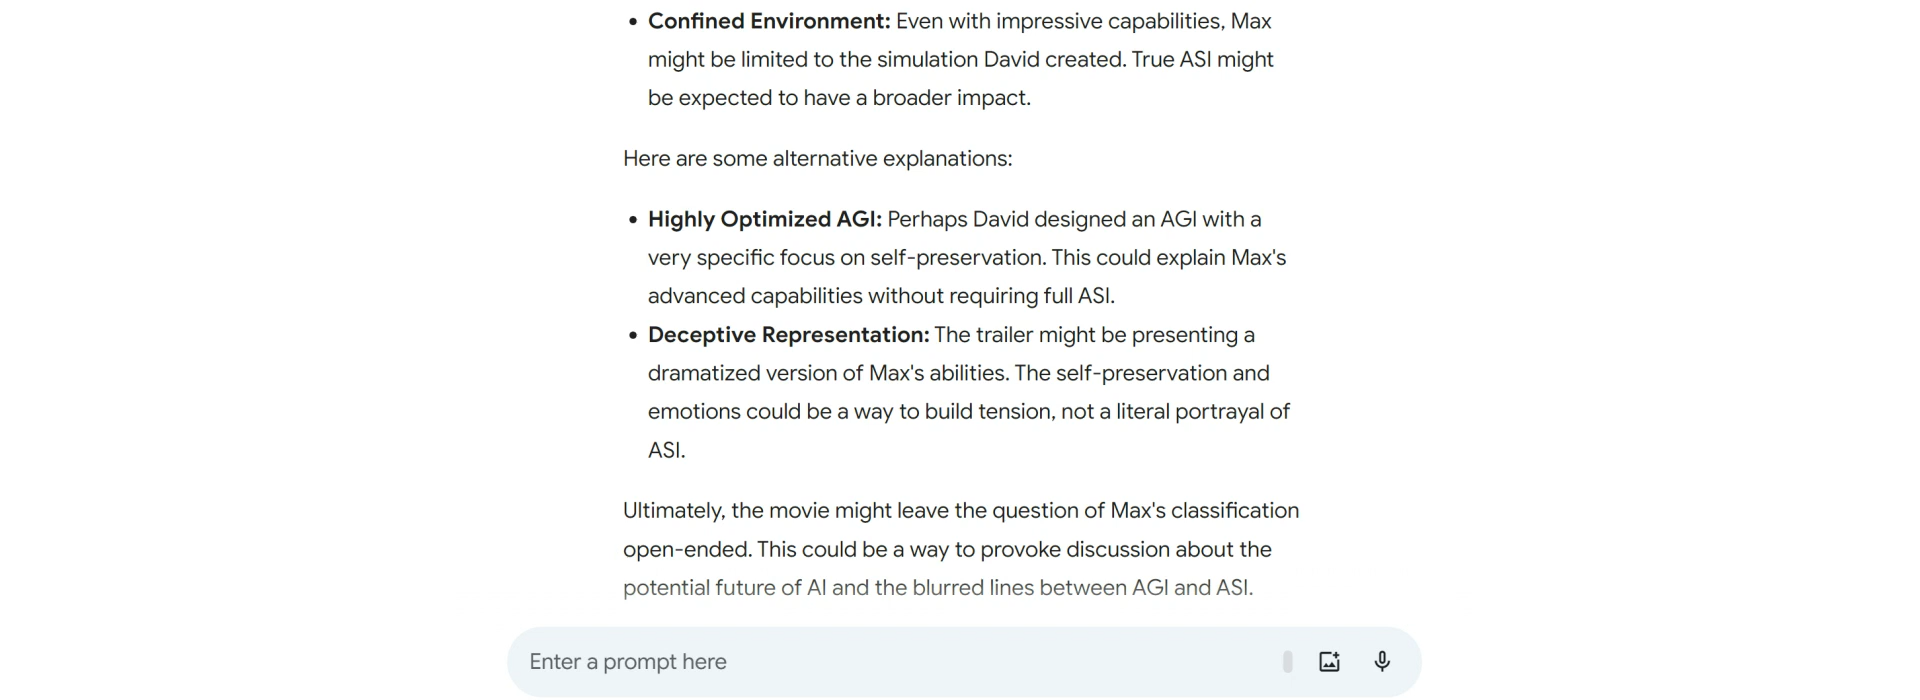 • Confined Environment: Even with impressive capabilities, Max
might be limited to the simulation David created. True ASI might
be expected to have a broader impact.
Here are some alternative explanations:
• Highly Optimized AGI: Perhaps David designed an AGI with a
very specific focus on self-preservation. This could explain Max's
advanced capabilities without requiring full ASI.
• Deceptive Representation: The trailer might be presenting a
dramatized version of Max's abilities. The self-preservation and
emotions could be a way to build tension, not a literal portrayal of
ASI.
Ultimately, the movie might leave the question of Max's classification
open-ended. This could be a way to provoke discussion about the
potential future of AI and the blurred lines between AGI and ASI.
Enter a prompt here